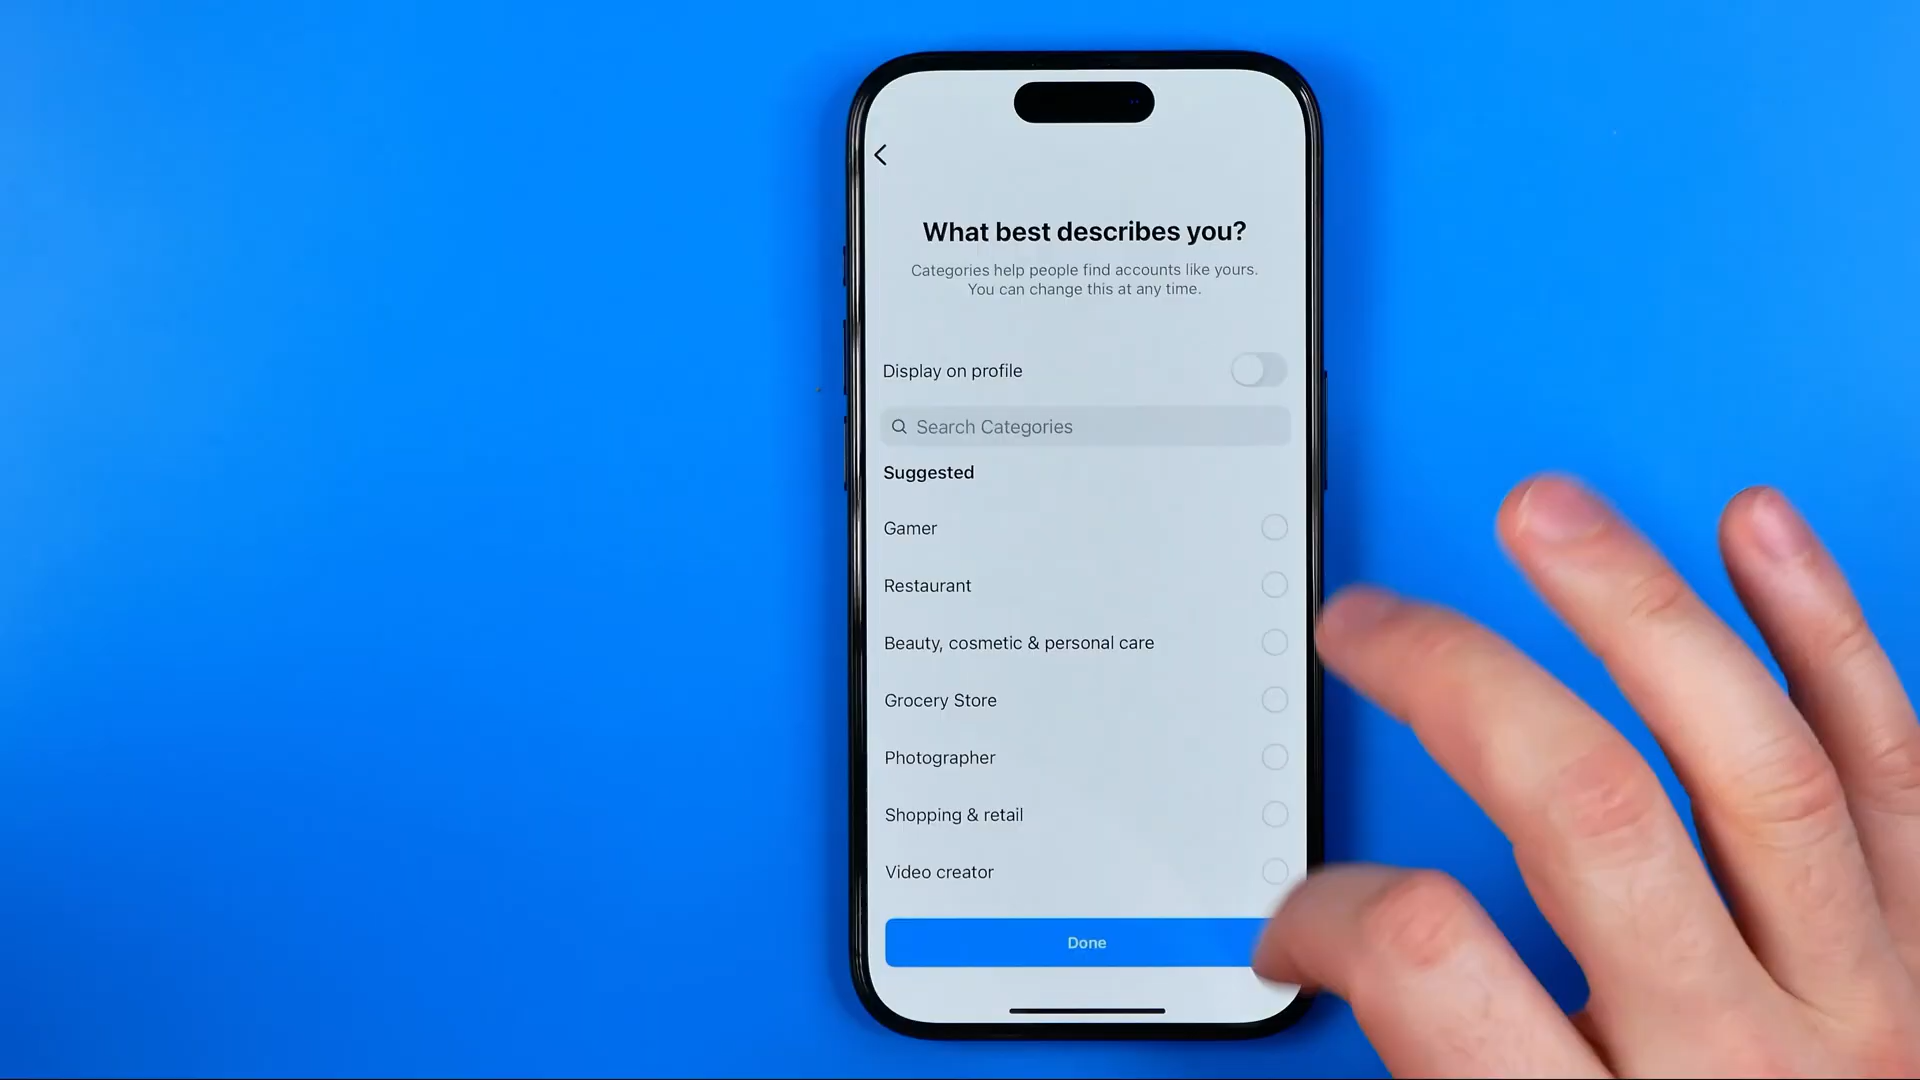 What best describes you?
Categories help people find accounts like yours.
You can change this at any time.
Display on profile
Search Categories
Suggested
Gamer
Restaurant
Beauty, cosmetic & personal care
Grocery Store
Photographer
Shopping & retail
Video creator
Done